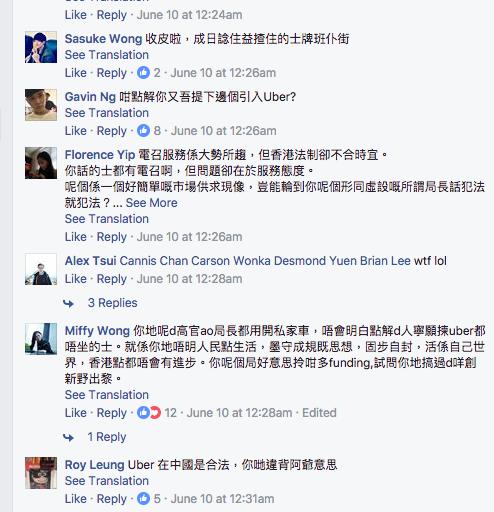 See Translation
Like · Reply · June 10 at 12:24am
Sasuke Wong 收皮啦，成日諗住益揸住的士牌班仆街
See Translation
Like · Reply · 2 · June 10 at 12:26am
Gavin Ng 咁點解你又吾提下邊個引入Uber?
See Translation
Like · Reply · 8 · June 10 at 12:26am
Florence Yip 電召服務係大勢所趨，但香港法制卻不合時宜。
你話的士都有電召啊，但問題卻在於服務態度。
呢個係一個好簡單嘅市場供求現像，豈能輪到你呢個形同虛設嘅所謂局長話犯法
就犯法？... See More
See Translation
Like · Reply · June 10 at 12:26am
Alex Tsui Cannis Chan Carson Wonka Desmond Yuen Brian Lee wtf lol
Like · Reply · June 10 at 12:28am
3 Replies
Miffy Wong 你地呢d高官ao局長都用開私家車，唔會明白點解d人寧願揀uber都
唔坐的士。就係你地唔明人民點生活，墨守成規既思想，固步自封，活係自己世
界，香港點都唔會有進步。你呢個局好意思拎咁多funding,試問你地搞過d咩創
新野出黎。
See Translation
Like · Reply · 12 · June 10 at 12:28am · Edited
1 Reply
Roy Leung Uber 在中國是合法，你哋違背阿爺意思
See Translation
Like · Reply · 5 · June 10 at 12:31am